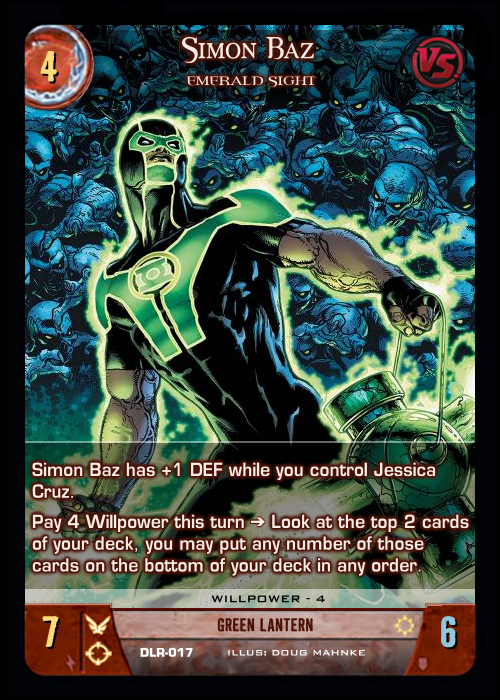 4
SIMON BAZ
VS
EMERALD SIGHT
Simon Baz has +1 DEF while you control Jessica
Cruz.
Pay 4 Willpower this turn ➔ Look at the top 2 cards
of your deck, you may put any number of those
cards on the bottom of your deck in any order.
WILLPOWER - 4
7
GREEN LANTERN
6
DLR-017
ILLUS: DOUG MAHNKE